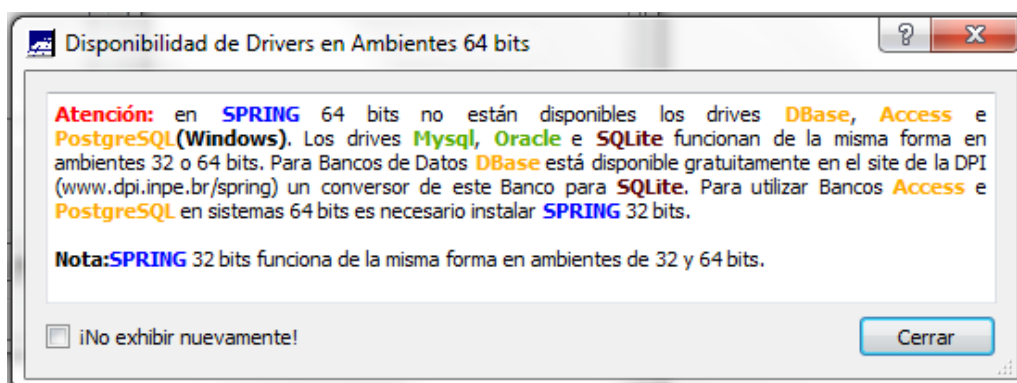 Disponibilidad de Drivers en Ambientes 64 bits
Atención: en SPRING 64 bits no están disponibles los drives DBase, Access e
PostgreSQL(Windows). Los drives Mysql, Oracle e SQLite funcionan de la misma forma en
ambientes 32 o 64 bits. Para Bancos de Datos DBase está disponible gratuitamente en el site de la DPI
(www.dpi.inpe.br/spring) un conversor de este Banco para SQLite. Para utilizar Bancos Access e
PostgreSQL en sistemas 64 bits es necesario instalar SPRING 32 bits.
Nota:SPRING 32 bits funciona de la misma forma en ambientes de 32 y 64 bits.
¡No exhibir nuevamente!
Cerrar